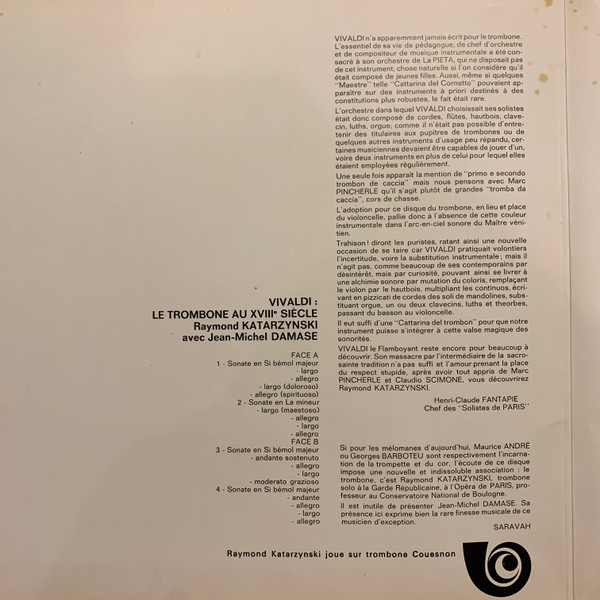 VIVALDI n'a apparemment jamais écrit pour le trombone.
L'essentiel de sa vie de pédagogue, de chef d'orchestre
et de compositeur de musique instrumentale a été con-
sacré à son orchestre de La PIETA, qui ne disposait pas
de cet instrument, chose naturelle si l'on considère qu'il
était composé de jeunes filles. Aussi, même si quelques
"Maestre" telle "Cattarina del Cornetto" pouvaient ap-
paraître sur des instruments à priori destinés à des
constitutions plus robustes, le fait était rare.
L'orchestre dans lequel VIVALDI choisissait ses solistes
était donc composé de cordes, flûtes, hautbois, clave-
cin, luths, orgue; comme il n'était pas possible d'entre-
tenir des titulaires aux pupitres de trombones ou de
quelques autres instruments d'usage peu répandu, cer-
taines musiciennes devaient être capables de jouer d'un,
voire deux instruments en plus de celui pour lequel elles
étaient employées régulièrement.
Une seule fois apparait la mention de "primo e secondo
trombon de caccia" mais nous pensons avec Marc
PINCHERLE qu'il s'agit plutôt de grandes "tromba da
caccia", cors de chasse.
L'adoption pour ce disque du trombone, en lieu et place
du violoncelle, pallie donc à l'absence de cette couleur
instrumentale dans l'arc-en-ciel sonore du Maître véni-
tien.
Trahison! diront les puristes, ratant ainsi une nouvelle
occasion de se taire car VIVALDI pratiquait volontiers
l'incertitude, voire la substitution instrumentale; mais il
n'agit pas, comme beaucoup de ses contemporains par
désintérêt, mais par curiosité, pouvant ainsi se livrer à
une alchimie sonore par mutation du coloris, remplaçant
le violon par le hautbois, multipliant les continuos, écri-
vant en pizzicati de cordes des soli de mandolines, subs-
tituant orgue, un ou deux clavecins, luths et theorbes,
passant du basson au violoncelle.
Il eut suffi d'une "Cattarina del trombon" pour que notre
instrument puisse s'intégrer à cette valse magique des
sonorités.
VIVALDI le Flamboyant reste encore pour beaucoup à
découvrir. Son massacre par l'intermédiaire de la sacro-
sainte tradition n'a pas suffi et l'amour prenant la place
du respect stupide, après avoir tout appris de Marc
PINCHERLE et Claudio SCIMONE, vous découvrirez
Raymond KATARZYNSKI.
Henri-Claude FANTAPIE
Chef des "Solistes de PARIS"
VIVALDI :
LE TROMBONE AU XVIIIe SIÈCLE
Raymond KATARZYNSKI
avec Jean-Michel DAMASE
FACE A
1 - Sonate en Si bémol majeur
- largo
- allegro
- largo (doloroso)
- allegro (spirituoso)
2 - Sonate en La mineur
- largo (maestoso)
- allegro
- largo
- allegro
FACE B
3 - Sonate en Si bémol majeur
- andante sostenuto
- allegro
- largo
- moderato grazioso
4 - Sonate en Si bémol majeur
- andante
- allegro
- largo
- allegro
Si pour les mélomanes d'aujourd'hui, Maurice ANDRÉ
ou Georges BARBOTEU sont respectivement l'incarna-
tion de la trompette et du cor, l'écoute de ce disque
impose une nouvelle et indissoluble association : le
trombone, c'est Raymond KATARZYNSKI, trombone
solo à la Garde Républicaine, à l'Opéra de PARIS, pro-
fesseur au Conservatoire National de Boulogne.
Il est inutile de présenter Jean-Michel DAMASE. Sa
présence ici exprime bien la rare finesse musicale de ce
musicien d'exception.
SARAVAH
Raymond Katarzynski joue sur trombone Couesnon